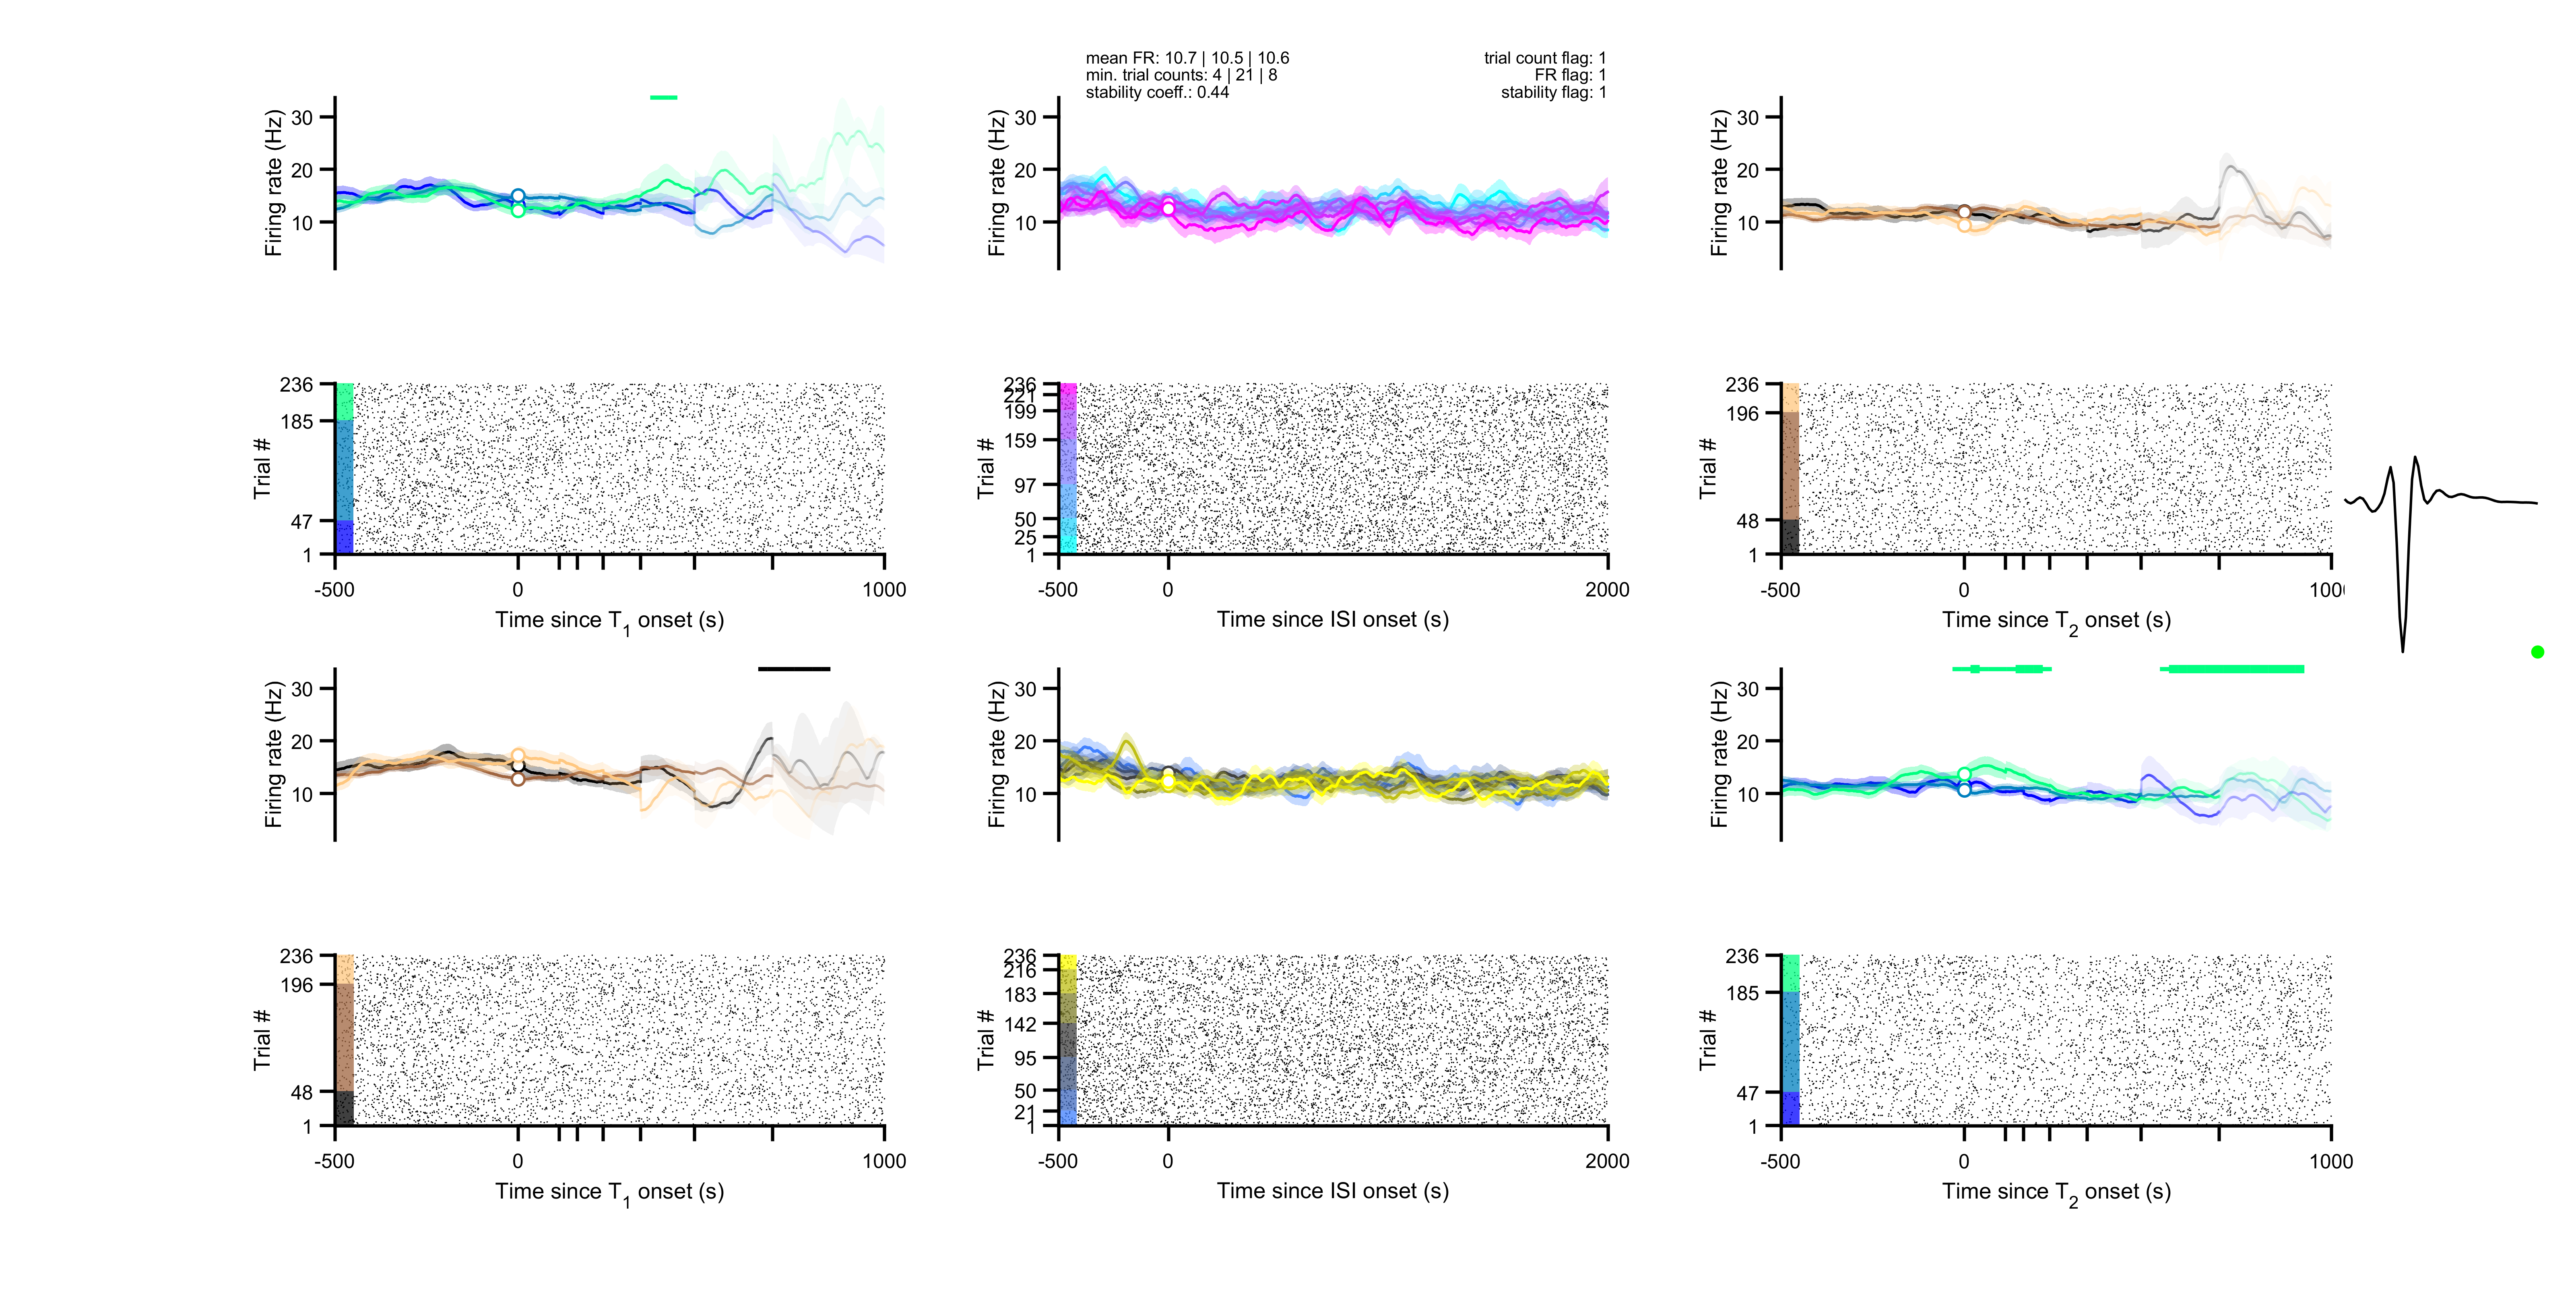 mean FR: 10.7 | 10.5 | 10.6
min. trial counts: 4 | 21 | 8
stability coeff.: 0.44
trial count flag: 1
FR flag: 1
stability flag: 1
Firing rate (Hz)
30
20
10
Firing rate (Hz)
30
20
10
Firing rate (Hz)
30
20
10
Trial #
236
185
47
1
-500
0
1000
Time since T1 onset (s)
Trial #
236
221
199
159
97
50
25
1
-500
0
2000
Time since ISI onset (s)
Trial #
236
196
48
1
-500
0
1000
Time since T2 onset (s)
Firing rate (Hz)
30
20
10
Firing rate (Hz)
30
20
10
Firing rate (Hz)
30
20
10
Trial #
236
196
48
1
-500
0
1000
Time since T1 onset (s)
Trial #
236
216
183
142
95
50
21
1
-500
0
2000
Time since ISI onset (s)
Trial #
236
185
47
1
-500
0
1000
Time since T2 onset (s)